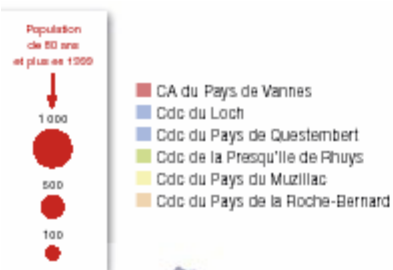 Population
de 60 ans
et plus en 1999
1 000
500
100
CA du Pays de Vannes
Cdc du Loch
Cdc du Pays de Questembert
Cdc de la Presqu'Ile de Rhuys
Cdc du Pays du Muzillac
Cdc du Pays de la Roche-Bernard